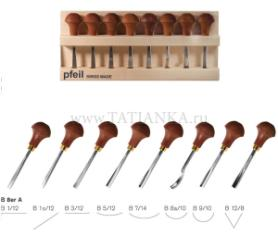 pfeil SWISS MADE
© www.TATIANKA.ru
B 8er A
B 1/12 B 1s/12 B 3/12 B 5/12 B 7/14 B 8a/10 B 9/10 B 12/8